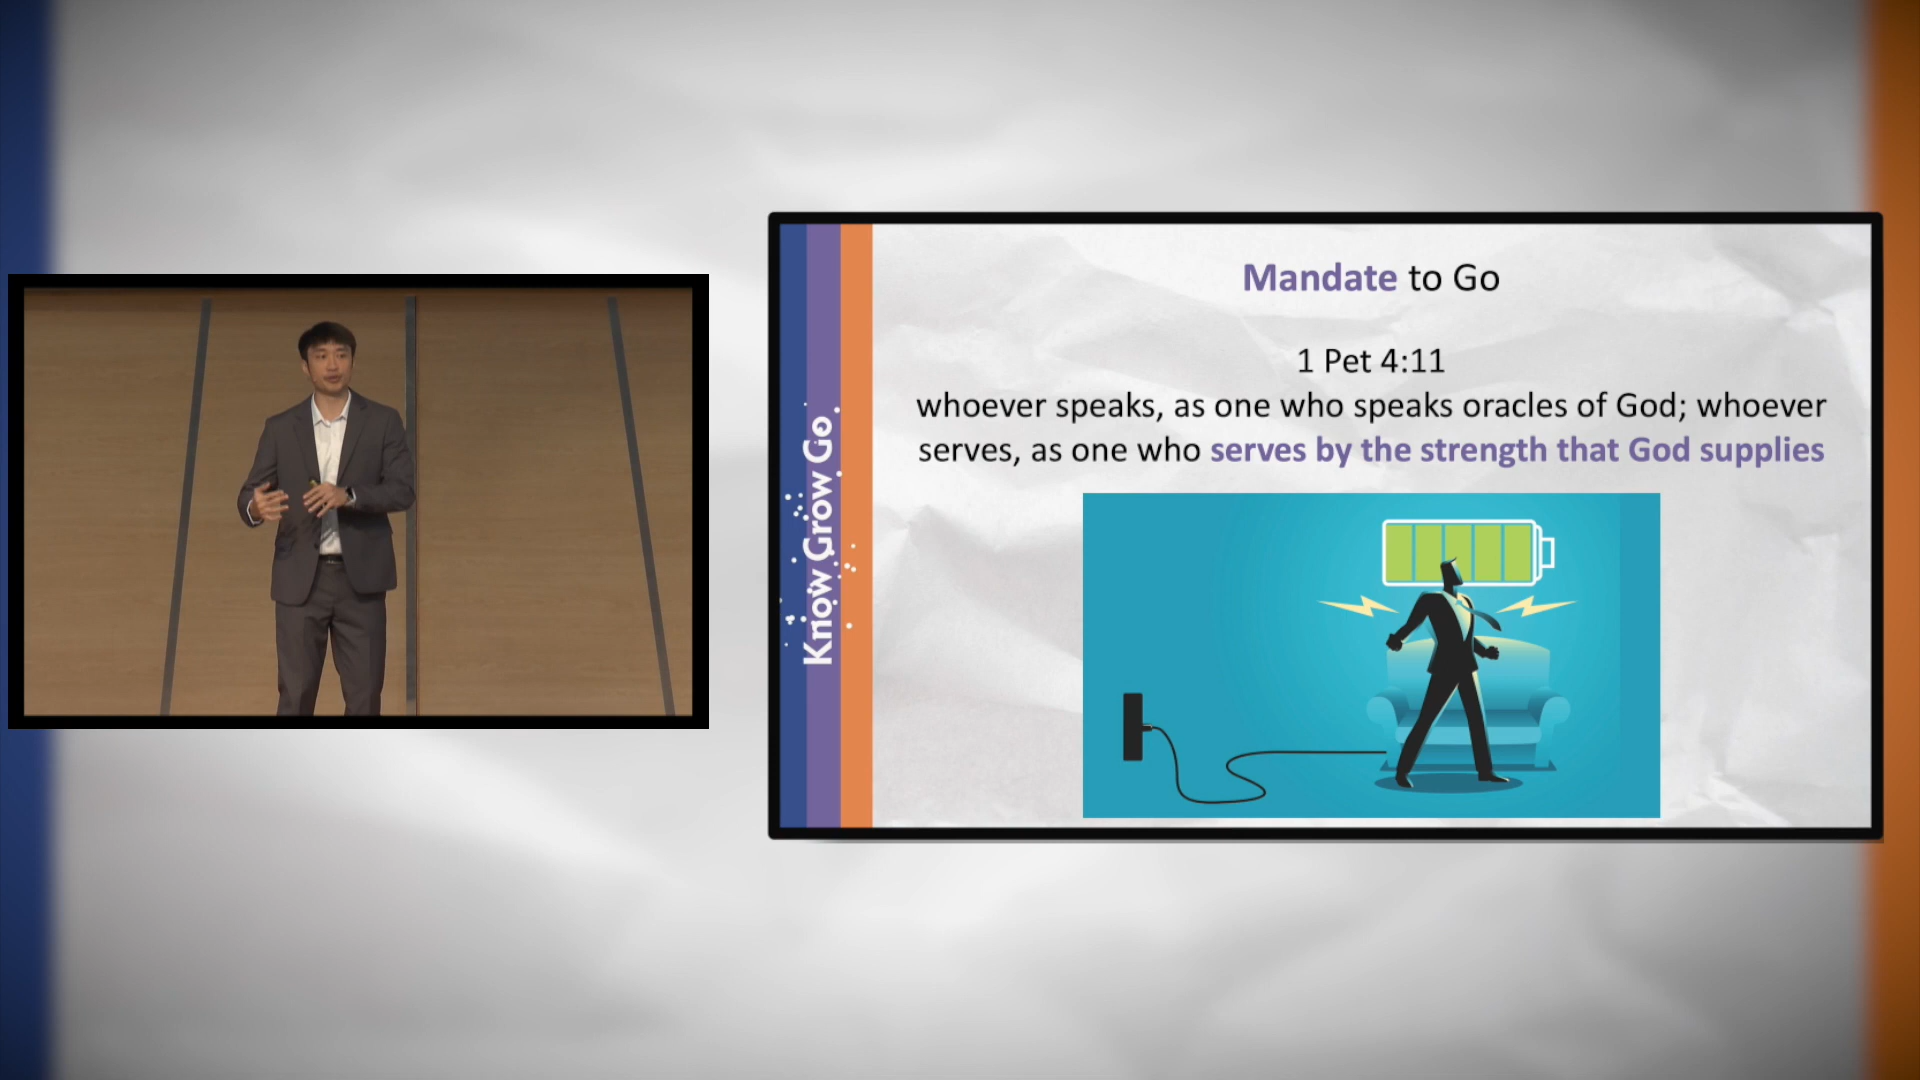 Mandate to Go
1 Pet 4:11
whoever speaks, as one who speaks oracles of God; whoever
serves, as one who serves by the strength that God supplies
Know Grow Go